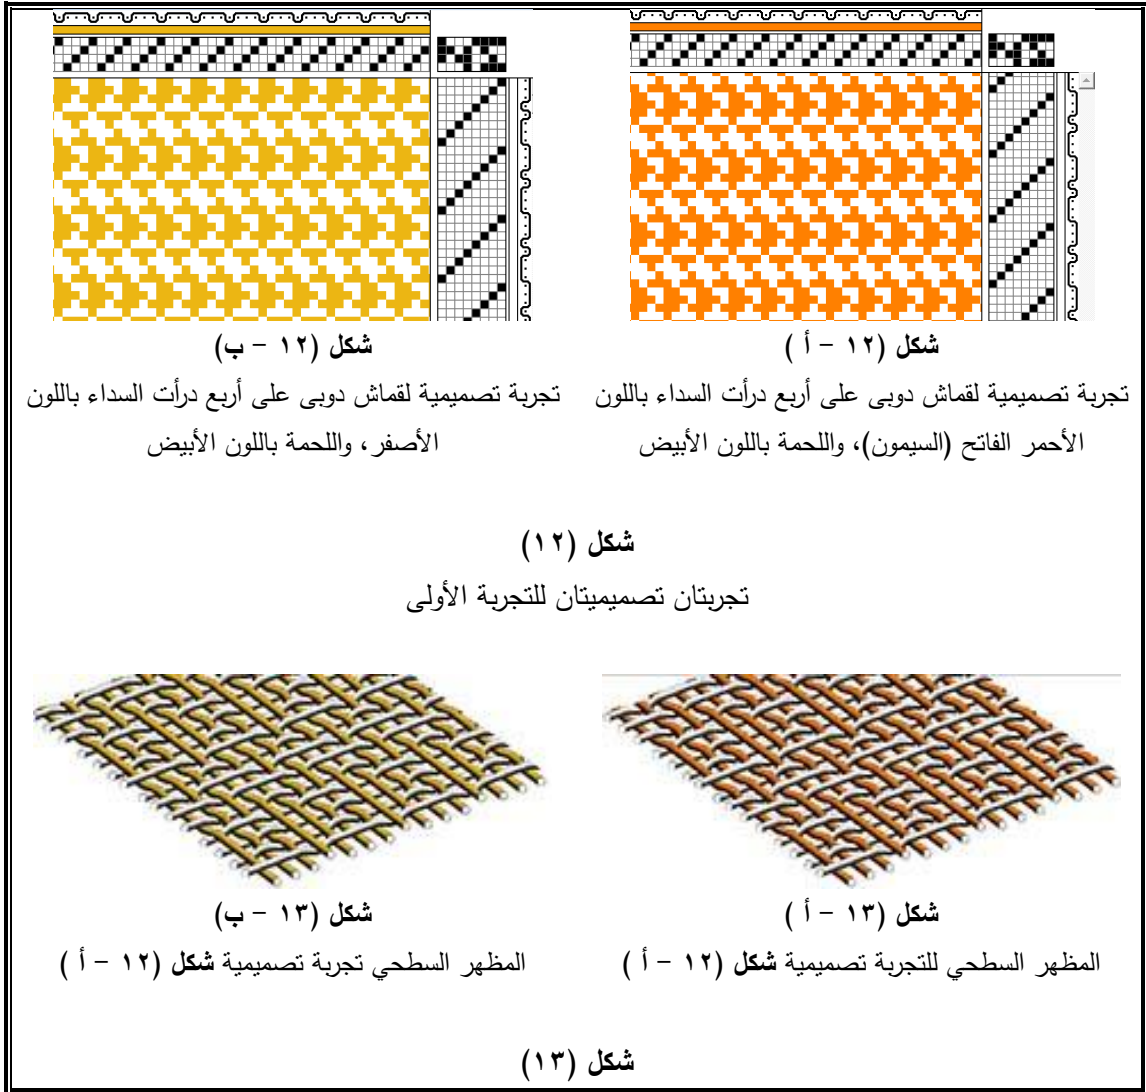 شكل (١٢ - أ )
تجربة تصميمية لقماش دوبى على أربع درأت السداء باللون
الأحمر الفاتح (السيمون)، واللحمة باللون الأبيض
شكل (١٢ - ب)
تجربة تصميمية لقماش دوبى على أربع درأت السداء باللون
الأصفر، واللحمة باللون الأبيض
شكل (١٢)
تجربتان تصميميتان للتجربة الأولى
شكل (١٣ - أ )
المظهر السطحي للتجربة تصميمية شكل (١٢ - أ )
شكل (١٣ - ب)
المظهر السطحي تجربة تصميمية شكل (١٢ - أ )
شكل (١٣)